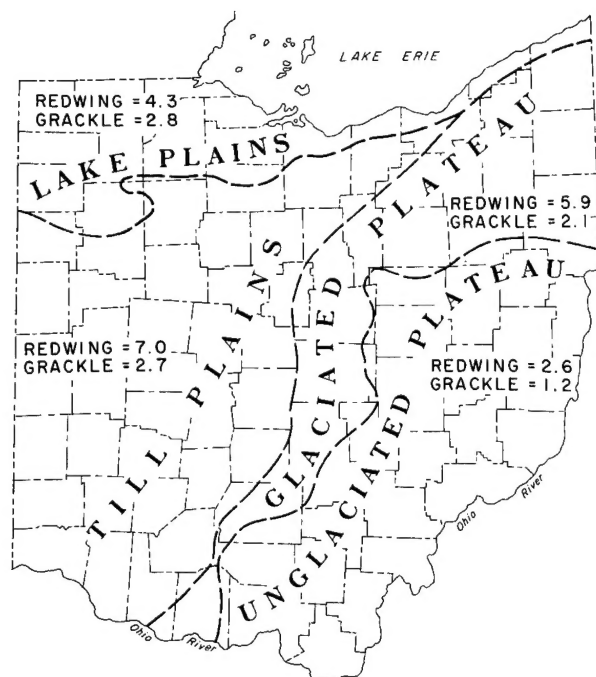 LAKE ERIE
REDWING = 4.3
GRACKLE = 2.8
LAKE PLAINS
REDWING = 5.9
GRACKLE = 2.1
REDWING = 7.0
GRACKLE = 2.7
TILL PLAINS
GLACIATED PLATEAU
REDWING = 2.6
GRACKLE = 1.2
UNGLACIATED PLATEAU
Ohio River
Ohio River